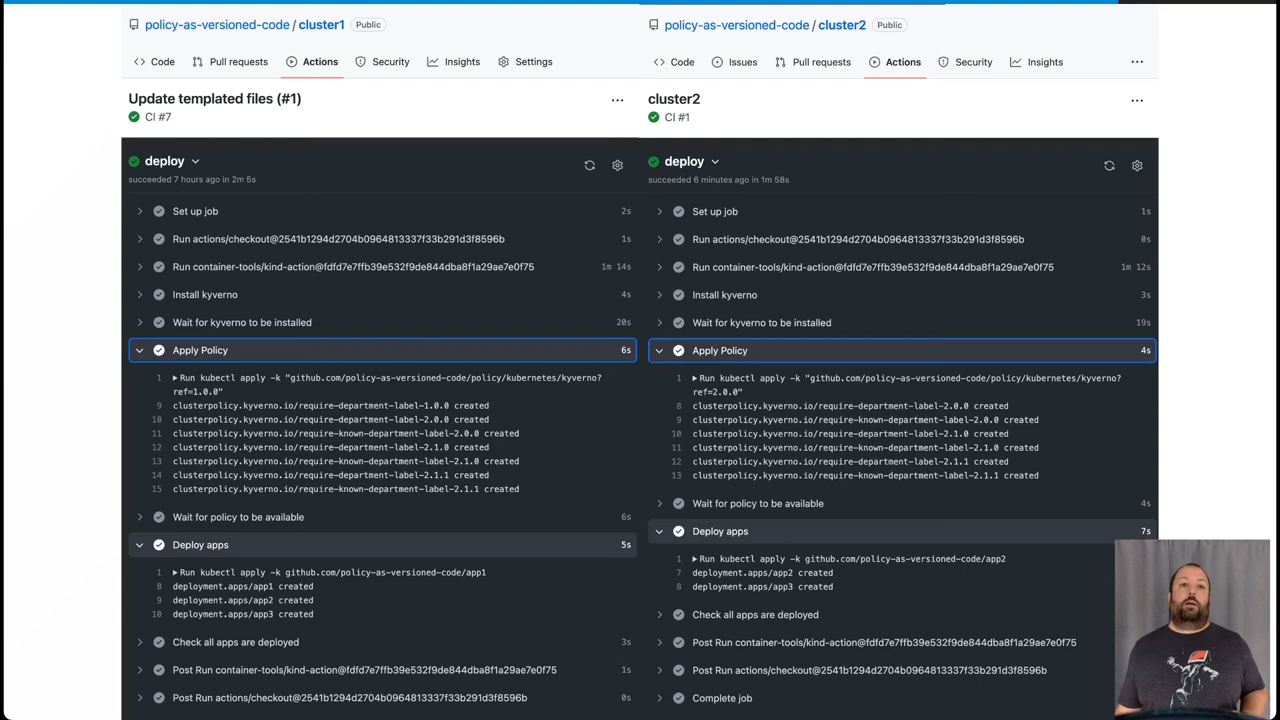 policy-as-versioned-code / cluster1 Public
Code Pull requests Actions Security Insights Settings
Update templated files (#1)
CI #7
deploy
succeeded 7 hours ago in 2m 5s
Set up job 2s
Run actions/checkout@2541b1294d2704b0964813337f33b291d3f8596b 1s
Run container-tools/kind-action@fdfd7e7ffb39e532f9de844dba8f1a29ae7e0f75 1m 14s
Install kyverno 4s
Wait for kyverno to be installed 20s
Apply Policy 6s
1 Run kubectl apply -k "github.com/policy-as-versioned-code/policy/kubernetes/kyverno?
ref=1.0.0"
9 clusterpolicy.kyverno.io/require-department-label-1.0.0 created
10 clusterpolicy.kyverno.io/require-department-label-2.0.0 created
11 clusterpolicy.kyverno.io/require-known-department-label-2.0.0 created
12 clusterpolicy.kyverno.io/require-department-label-2.1.0 created
13 clusterpolicy.kyverno.io/require-known-department-label-2.1.0 created
14 clusterpolicy.kyverno.io/require-department-label-2.1.1 created
15 clusterpolicy.kyverno.io/require-known-department-label-2.1.1 created
Wait for policy to be available 6s
Deploy apps 5s
1 Run kubectl apply -k github.com/policy-as-versioned-code/app1
8 deployment.apps/app1 created
9 deployment.apps/app2 created
10 deployment.apps/app3 created
Check all apps are deployed 3s
Post Run container-tools/kind-action@fdfd7e7ffb39e532f9de844dba8f1a29ae7e0f75 1s
Post Run actions/checkout@2541b1294d2704b0964813337f33b291d3f8596b 0s
policy-as-versioned-code / cluster2 Public
Code Issues Pull requests Actions Security Insights
cluster2
CI #1
deploy
succeeded 6 minutes ago in 1m 58s
Set up job 1s
Run actions/checkout@2541b1294d2704b0964813337f33b291d3f8596b 0s
Run container-tools/kind-action@fdfd7e7ffb39e532f9de844dba8f1a29ae7e0f75 1m 12s
Install kyverno 3s
Wait for kyverno to be installed 19s
Apply Policy 4s
1 Run kubectl apply -k "github.com/policy-as-versioned-code/policy/kubernetes/kyverno?
ref=2.0.0"
8 clusterpolicy.kyverno.io/require-department-label-2.0.0 created
9 clusterpolicy.kyverno.io/require-known-department-label-2.0.0 created
10 clusterpolicy.kyverno.io/require-department-label-2.1.0 created
11 clusterpolicy.kyverno.io/require-known-department-label-2.1.0 created
12 clusterpolicy.kyverno.io/require-department-label-2.1.1 created
13 clusterpolicy.kyverno.io/require-known-department-label-2.1.1 created
Wait for policy to be available 4s
Deploy apps 7s
1 Run kubectl apply -k github.com/policy-as-versioned-code/app2
7 deployment.apps/app2 created
8 deployment.apps/app3 created
Check all apps are deployed
Post Run container-tools/kind-action@fdfd7e7ffb39e532f9de844dba8f1a29ae7e0f75
Post Run actions/checkout@2541b1294d2704b0964813337f33b291d3f8596b
Complete job